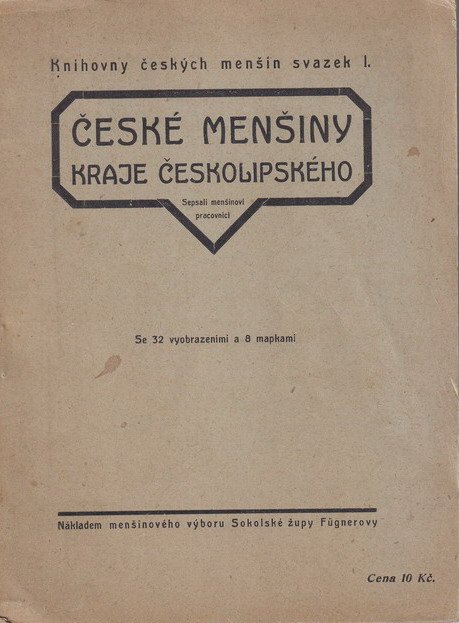 Knihovny českých menšin svazek I.
ČESKÉ MENŠINY
KRAJE ČESKOLIPSKÉHO
Sepsali menšinoví
pracovníci
Se 32 vyobrazeními a 8 mapkami
Nákladem menšinového výboru Sokolské župy Fügnerovy
Cena 10 Kč.